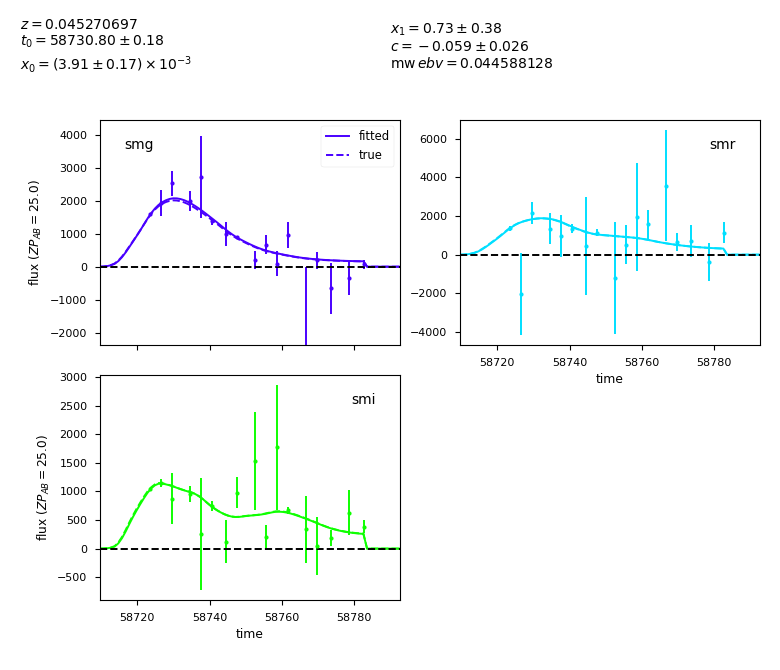 z = 0.045270697
t₀ = 58730.80 ± 0.18
x₀ = (3.91 ± 0.17) × 10⁻³
x₁ = 0.73 ± 0.38
c = −0.059 ± 0.026
mw ebv = 0.044588128
smg
fitted
true
4000
3000
2000
1000
0
−1000
−2000
flux (ZP_AB = 25.0)
smr
6000
4000
2000
0
−2000
−4000
58720 58740 58760 58780
time
smi
3000
2500
2000
1500
1000
500
0
−500
flux (ZP_AB = 25.0)
58720 58740 58760 58780
time